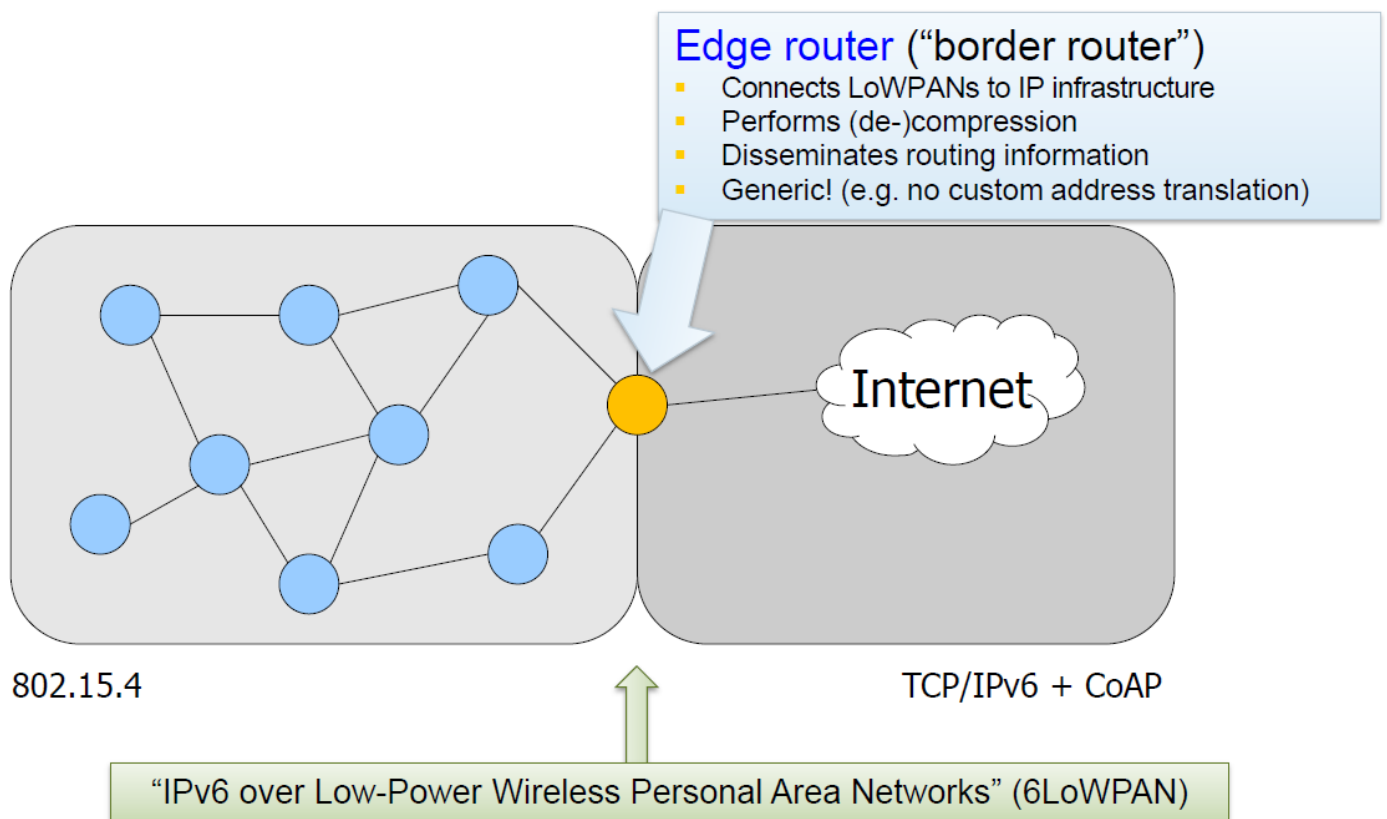 Edge router (“border router”)
▪ Connects LoWPANs to IP infrastructure
▪ Performs (de-)compression
▪ Disseminates routing information
▪ Generic! (e.g. no custom address translation)
Internet
802.15.4
TCP/IPv6 + CoAP
“IPv6 over Low-Power Wireless Personal Area Networks” (6LoWPAN)